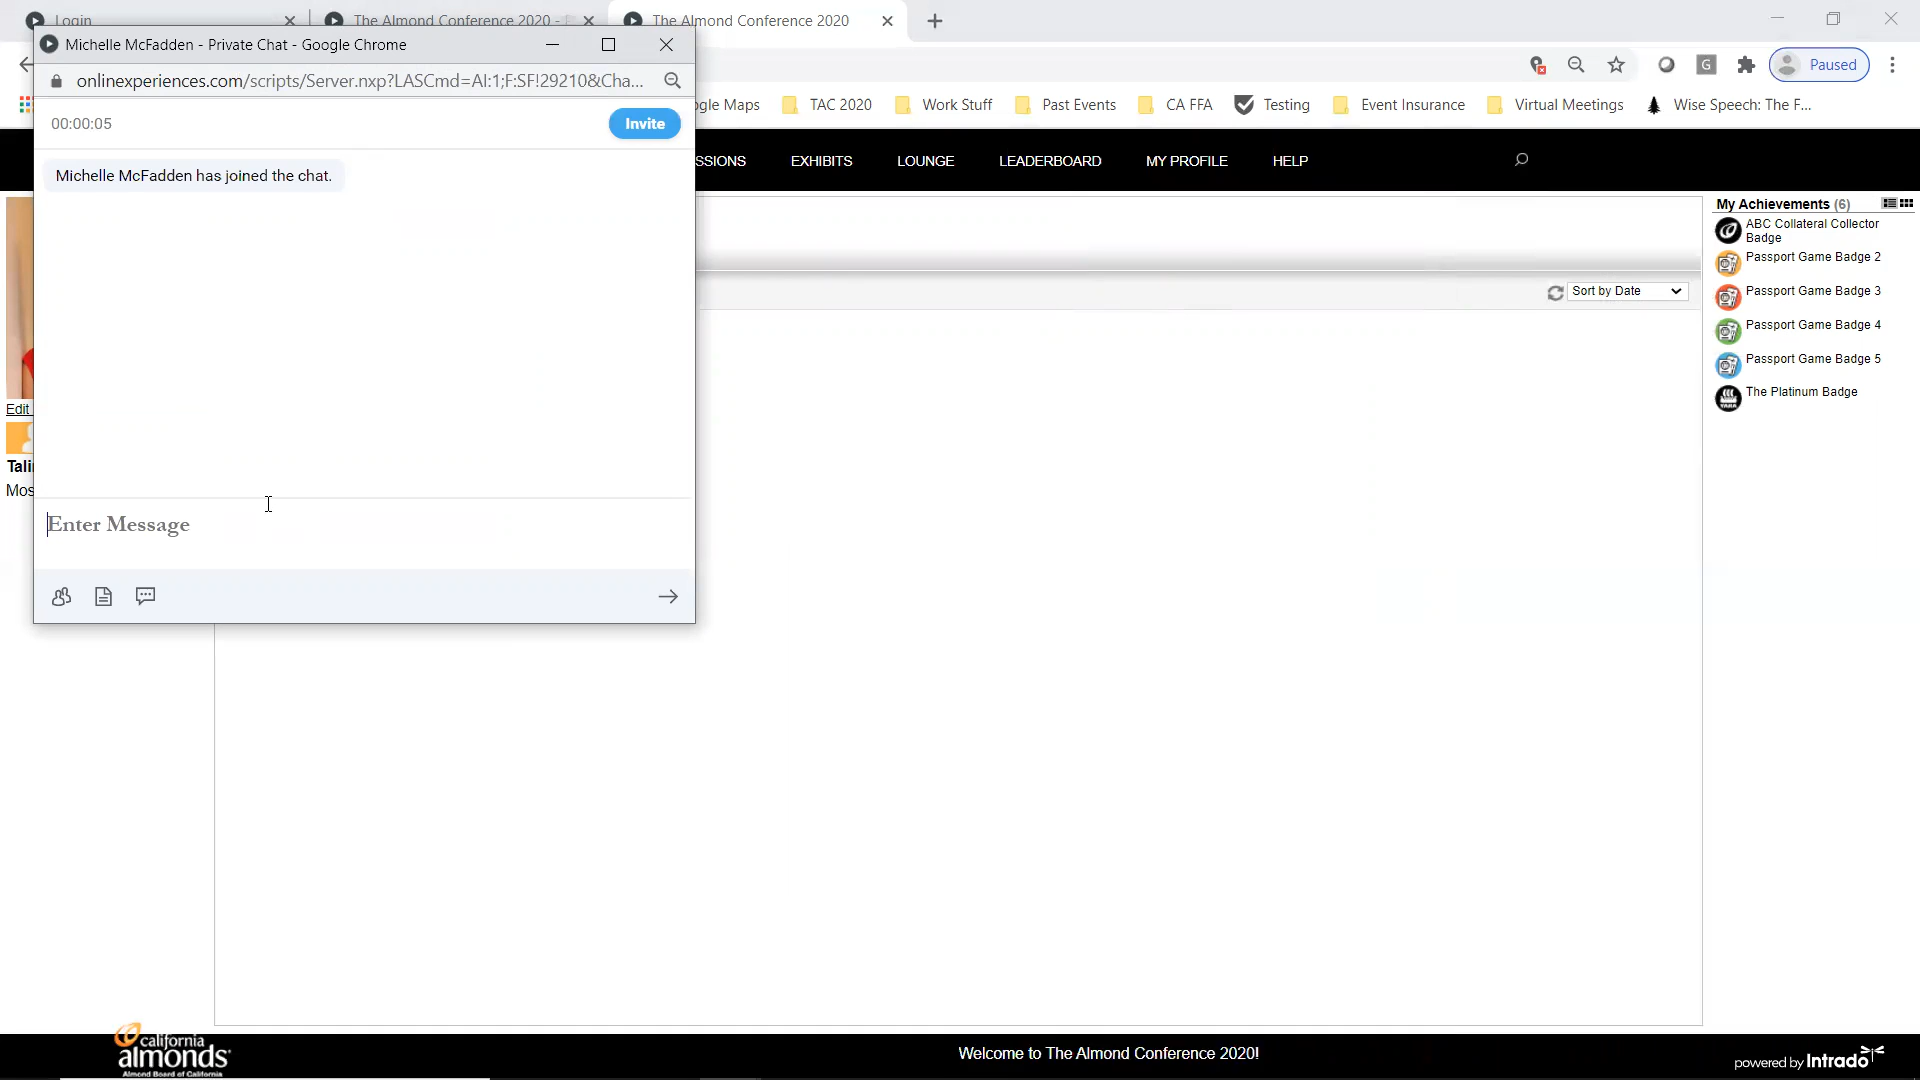 Login
The Almond Conference 2020 -
The Almond Conference 2020
Michelle McFadden - Private Chat - Google Chrome
onlinexperiences.com/scripts/Server.nxp?LASCmd=AI:1;F:SF!29210&Cha...
G
Paused
gle Maps
TAC 2020
Work Stuff
Past Events
CA FFA
Testing
Event Insurance
Virtual Meetings
Wise Speech: The F...
00:00:05
Invite
SSIONS
EXHIBITS
LOUNGE
LEADERBOARD
MY PROFILE
HELP
Michelle McFadden has joined the chat.
My Achievements (6)
ABC Collateral Collector
Badge
Passport Game Badge 2
Sort by Date
Passport Game Badge 3
Passport Game Badge 4
Passport Game Badge 5
The Platinum Badge
Edit
Tali
Mos
Enter Message
california
almonds
Almond Board of California
Welcome to The Almond Conference 2020!
powered by Intrado